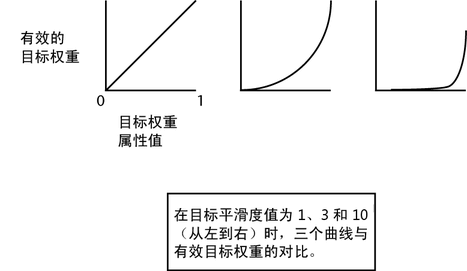 有效的
目标权重
0
1
目标权重
属性值
在目标平滑度值为 1、3 和 10
（从左到右）时，三个曲线与
有效目标权重的对比。